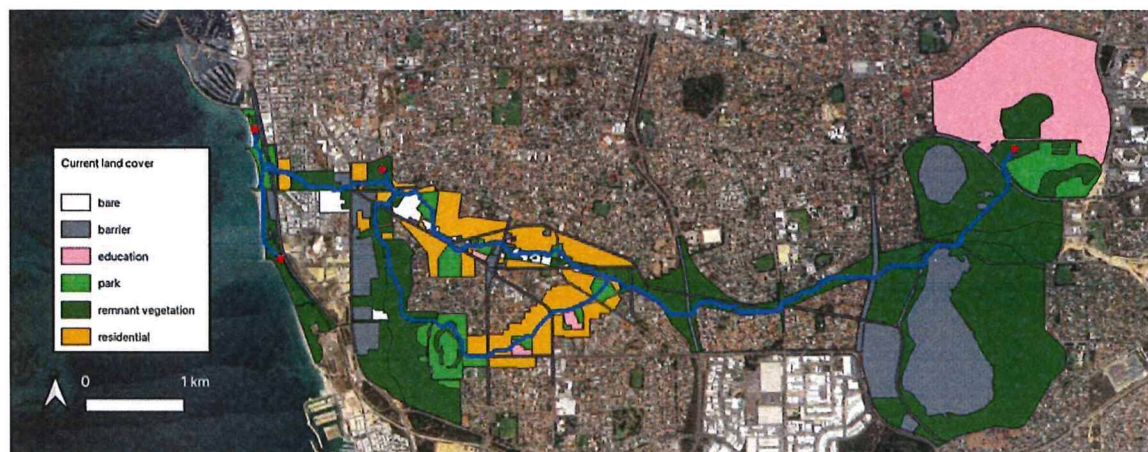 Current land cover
bare
barrier
education
park
remnant vegetation
residential
0 1 km